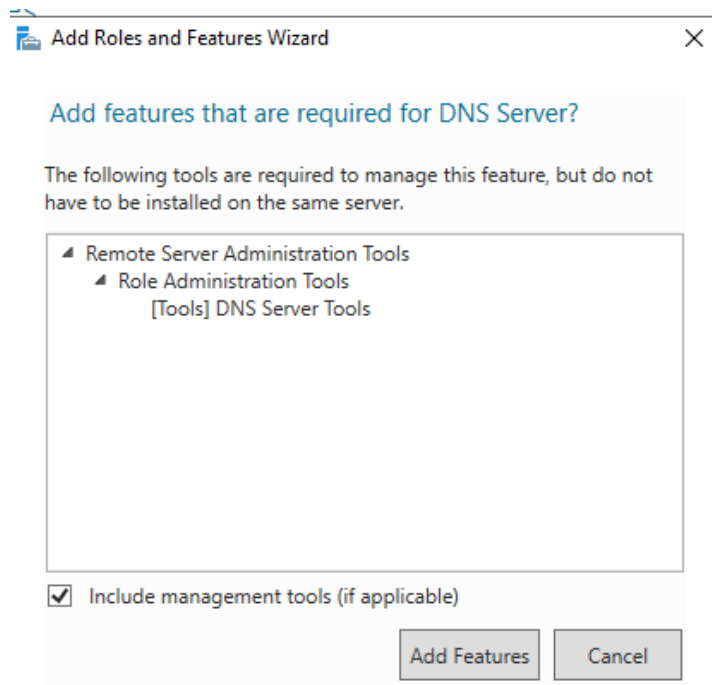 Add Roles and Features Wizard
Add features that are required for DNS Server?
The following tools are required to manage this feature, but do not
have to be installed on the same server.
Remote Server Administration Tools
Role Administration Tools
[Tools] DNS Server Tools
Include management tools (if applicable)
Add Features
Cancel